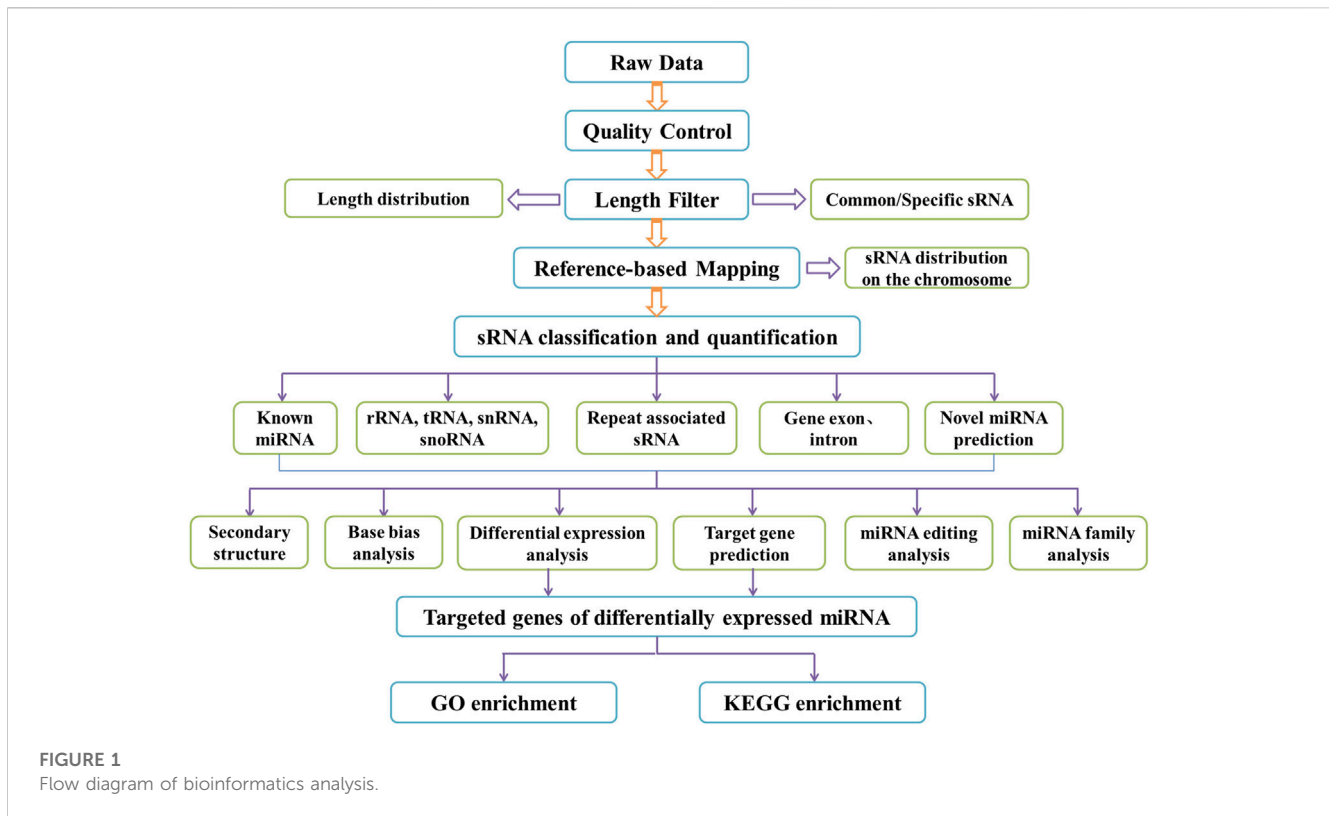 Raw Data
Quality Control
Length distribution
Length Filter
Common/Specific sRNA
Reference-based Mapping
sRNA distribution
on the chromosome
sRNA classification and quantification
Known
miRNA
rRNA, tRNA, snRNA,
snoRNA
Repeat associated
sRNA
Gene exon、
intron
Novel miRNA
prediction
Secondary
structure
Base bias
analysis
Differential expression
analysis
Target gene
prediction
miRNA editing
analysis
miRNA family
analysis
Targeted genes of differentially expressed miRNA
GO enrichment
KEGG enrichment
FIGURE 1
Flow diagram of bioinformatics analysis.